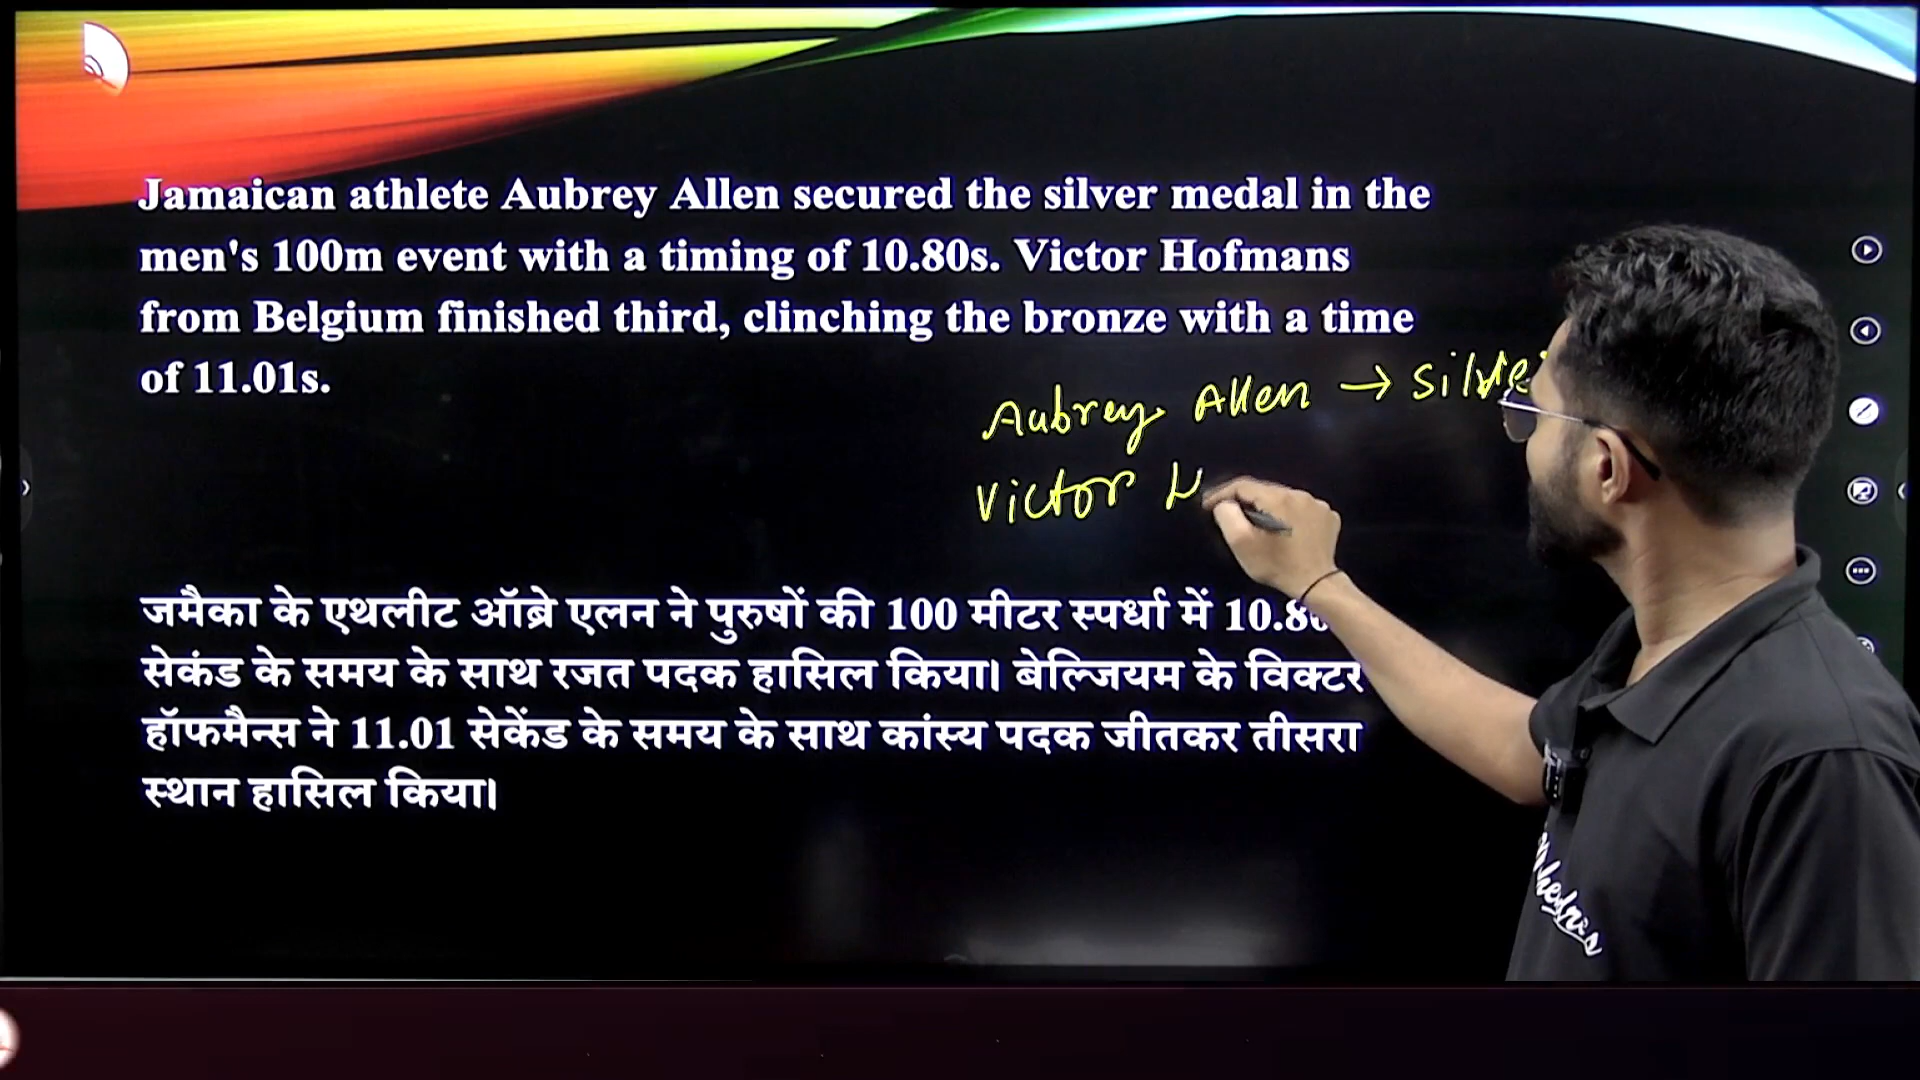 Jamaican athlete Aubrey Allen secured the silver medal in the
men's 100m event with a timing of 10.80s. Victor Hofmans
from Belgium finished third, clinching the bronze with a time
of 11.01s.
Aubrey Allen → Silve
Victor H
जमैका के एथलीट ऑब्रे एलन ने पुरुषों की 100 मीटर स्पर्धा में 10.80
सेकंड के समय के साथ रजत पदक हासिल किया। बेल्जियम के विक्टर
हॉफमैन्स ने 11.01 सेकेंड के समय के साथ कांस्य पदक जीतकर तीसरा
स्थान हासिल किया।